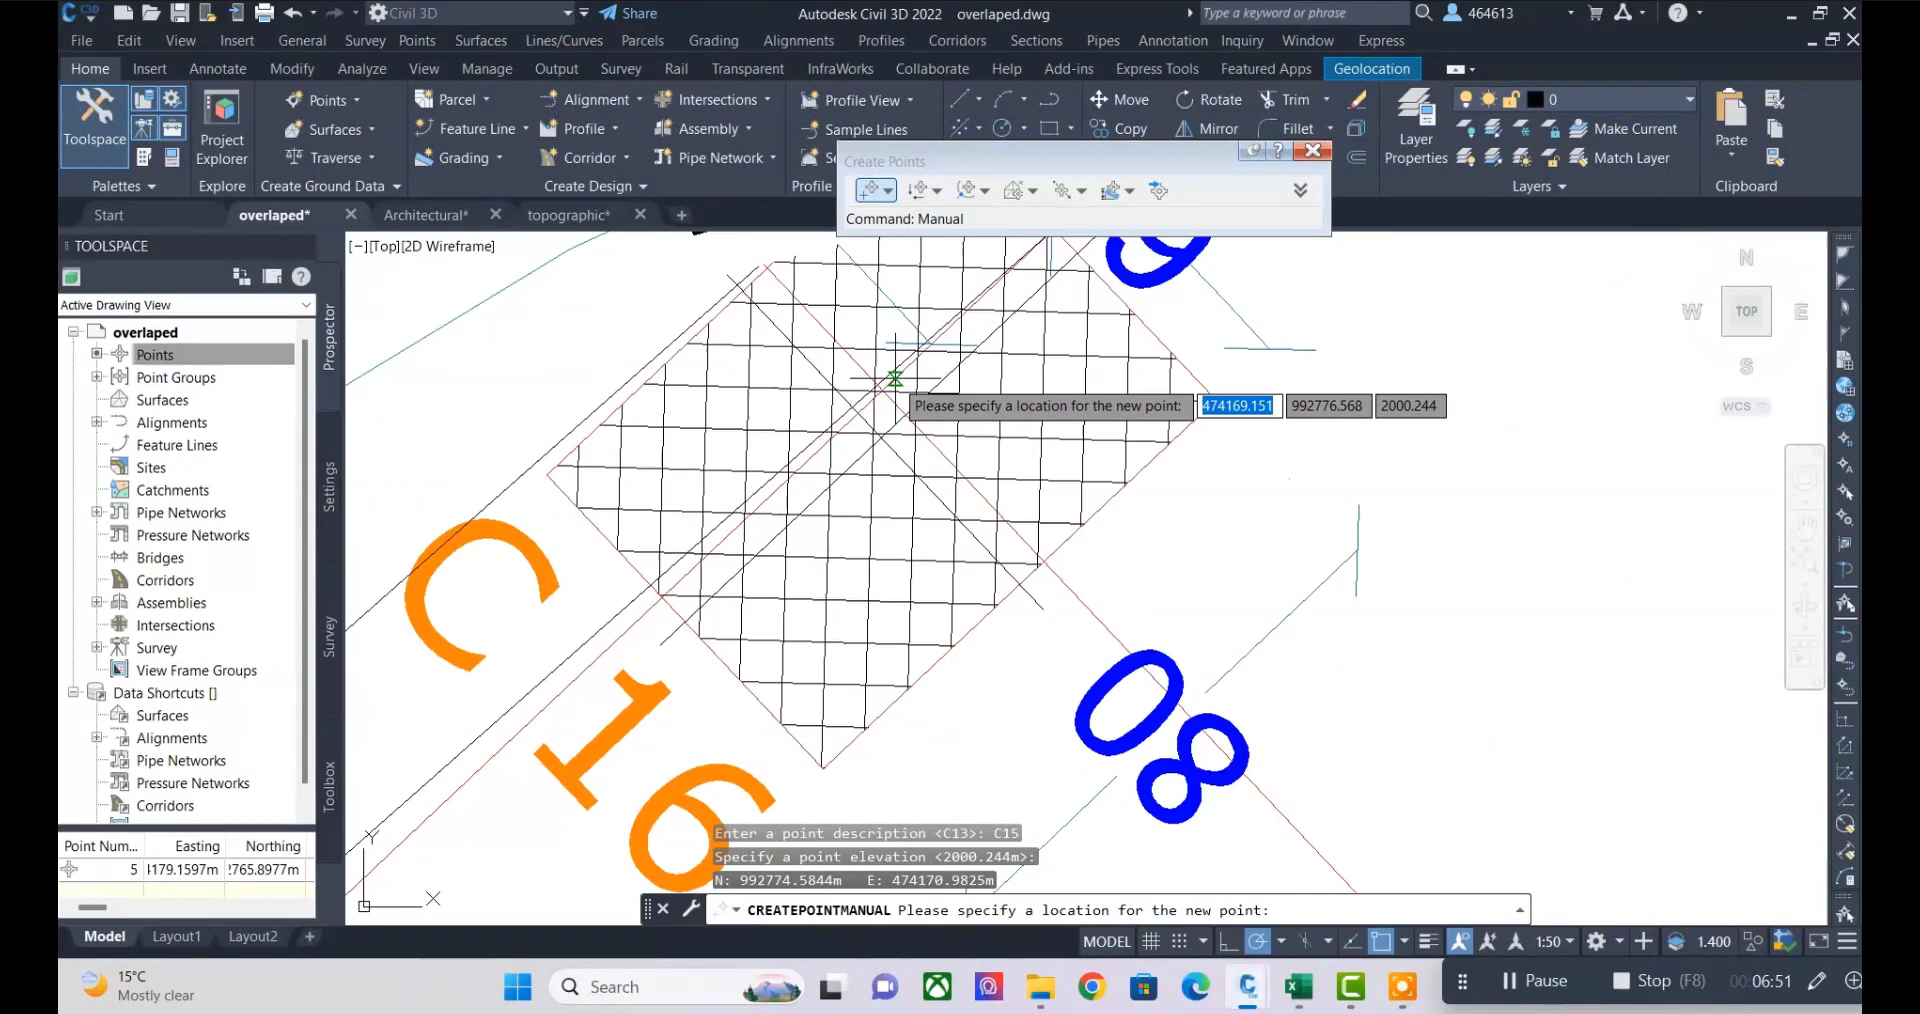 Civil 3D
Share
Autodesk Civil 3D 2022 overlaped.dwg
Type a keyword or phrase
464613
File Edit View Insert General Survey Points Surfaces Lines/Curves Parcels Grading Alignments Profiles Corridors Sections Pipes Annotation Inquiry Window Express
Home Insert Annotate Modify Analyze View Manage Output Survey Rail Transparent InfraWorks Collaborate Help Add-ins Express Tools Featured Apps Geolocation
Points Parcel Alignment Intersections Profile View Move Rotate Trim 0
Toolspace Project Explorer Surfaces Feature Line Profile Assembly Sample Lines Copy Mirror Fillet Layer Properties Make Current Paste
Traverse Grading Corridor Pipe Network Match Layer
Palettes Explore Create Ground Data Create Design Profile Layers Clipboard
Create Points
Command: Manual
Start overlaped* Architectural* topographic*
TOOLSPACE
Active Drawing View
overlaped
Points
Point Groups
Surfaces
Alignments
Feature Lines
Sites
Catchments
Pipe Networks
Pressure Networks
Bridges
Corridors
Assemblies
Intersections
Survey
View Frame Groups
Data Shortcuts []
Surfaces
Alignments
Pipe Networks
Pressure Networks
Corridors
Point Num... Easting Northing
5 4179.1597m 2765.8977m
Prospector
Settings
Survey
Toolbox
[−][Top][2D Wireframe]
N
W TOP E
S
WCS
Please specify a location for the new point: 474169.151 992776.568 2000.244
C 16
08
Enter a point description <C13>: C15
Specify a point elevation <2000.244m>:
N: 992774.5844m E: 474170.9825m
Y
X
CREATEPOINTMANUAL Please specify a location for the new point:
Model Layout1 Layout2
MODEL 1:50 1.400
15°C
Mostly clear
Search
Pause Stop (F8) 00:06:51